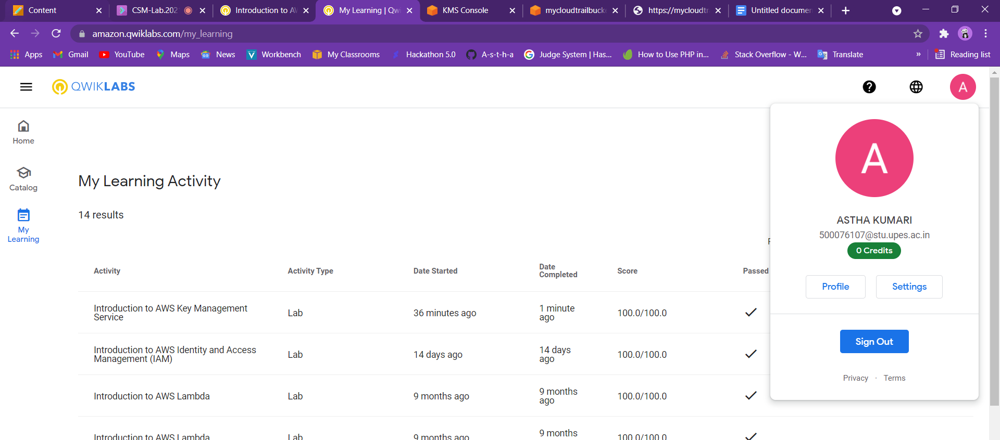 Content
CSM-Lab.202
Introduction to AW
My Learning | Qwi
KMS Console
mycloudtrailbucke
https://mycloudtr
Untitled documen
amazon.qwiklabs.com/my_learning
Apps
Gmail
YouTube
Maps
News
Workbench
My Classrooms
Hackathon 5.0
A-s-t-h-a
Judge System | Has...
How to Use PHP in...
Stack Overflow - W...
Translate
»
Reading list
QWIKLABS
A
Home
Catalog
My
Learning
My Learning Activity
14 results
A
ASTHA KUMARI
500076107@stu.upes.ac.in
0 Credits
Profile
Settings
Sign Out
Privacy · Terms
Activity
Activity Type
Date Started
Date
Completed
Score
Passed
Introduction to AWS Key Management
Service
Lab
36 minutes ago
1 minute
ago
100.0/100.0
Introduction to AWS Identity and Access
Management (IAM)
Lab
14 days ago
14 days
ago
100.0/100.0
Introduction to AWS Lambda
Lab
9 months ago
9 months
ago
100.0/100.0
Introduction to AWS Lambda
Lab
9 months ago
9 months
100.0/100.0